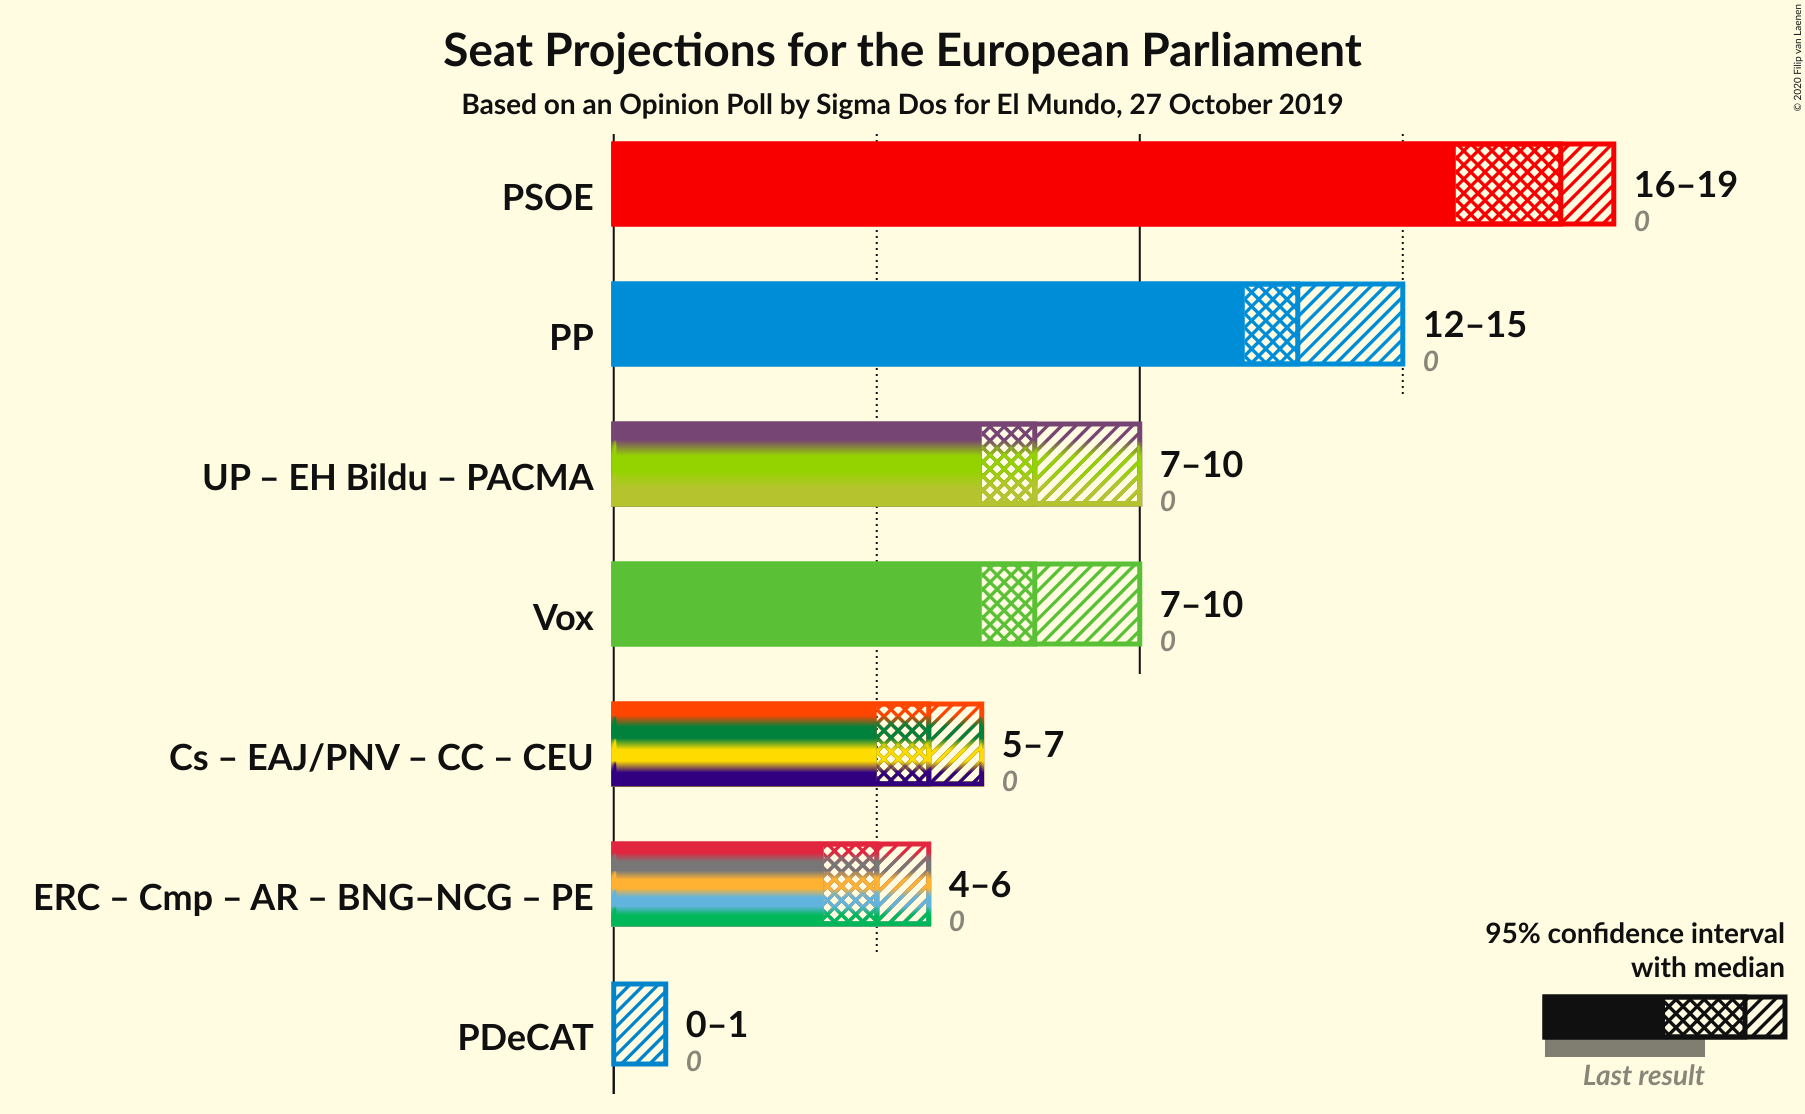 Seat Projections for the European Parliament
Based on an Opinion Poll by Sigma Dos for El Mundo, 27 October 2019
© 2020 Filip van Laenen
PSOE
16–19
0
PP
12–15
0
UP – EH Bildu – PACMA
7–10
0
Vox
7–10
0
Cs – EAJ/PNV – CC – CEU
5–7
0
ERC – Cmp – AR – BNG–NCG – PE
4–6
0
PDeCAT
0–1
0
95% confidence interval
with median
Last result